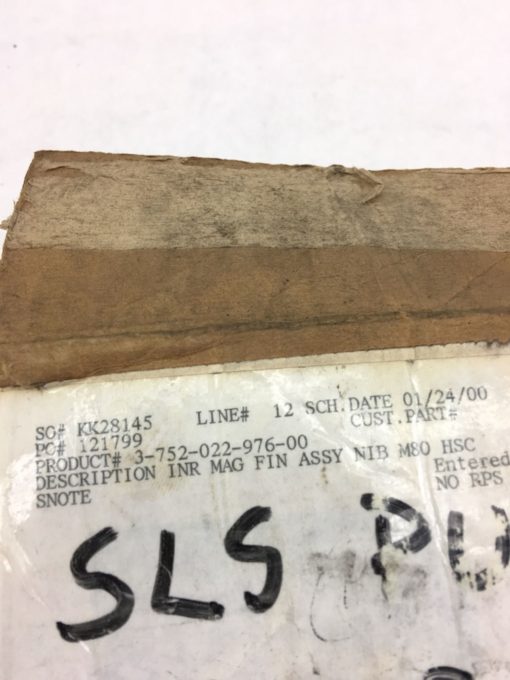 SO# KK28145 LINE# 12 SCH.DATE 01/24/00
PO# 121799 CUST.PART#
PRODUCT# 3-752-022-976-00
DESCRIPTION INR MAG FIN ASSY NIB M80 HSC
Entered
SNOTE NO RPS
SLS